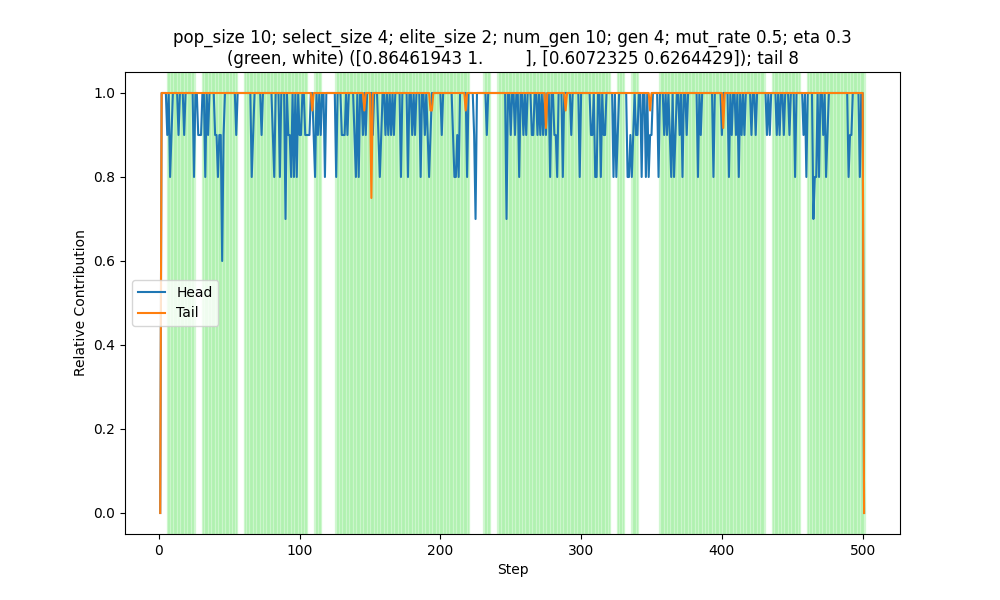 pop_size 10; select_size 4; elite_size 2; num_gen 10; gen 4; mut_rate 0.5; eta 0.3
(green, white) ([0.86461943 1.        ], [0.6072325 0.6264429]); tail 8
1.0
0.8
0.6
0.4
0.2
0.0
Relative Contribution
Head
Tail
0 100 200 300 400 500
Step